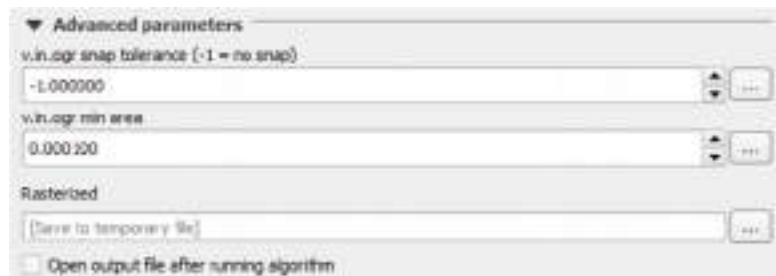 Advanced parameters
v.in.ogr snap tolerance (-1 = no snap)
-1.000000
...
v.in.ogr min area
0.000100
...
Rasterized
[Save to temporary file]
...
Open output file after running algorithm